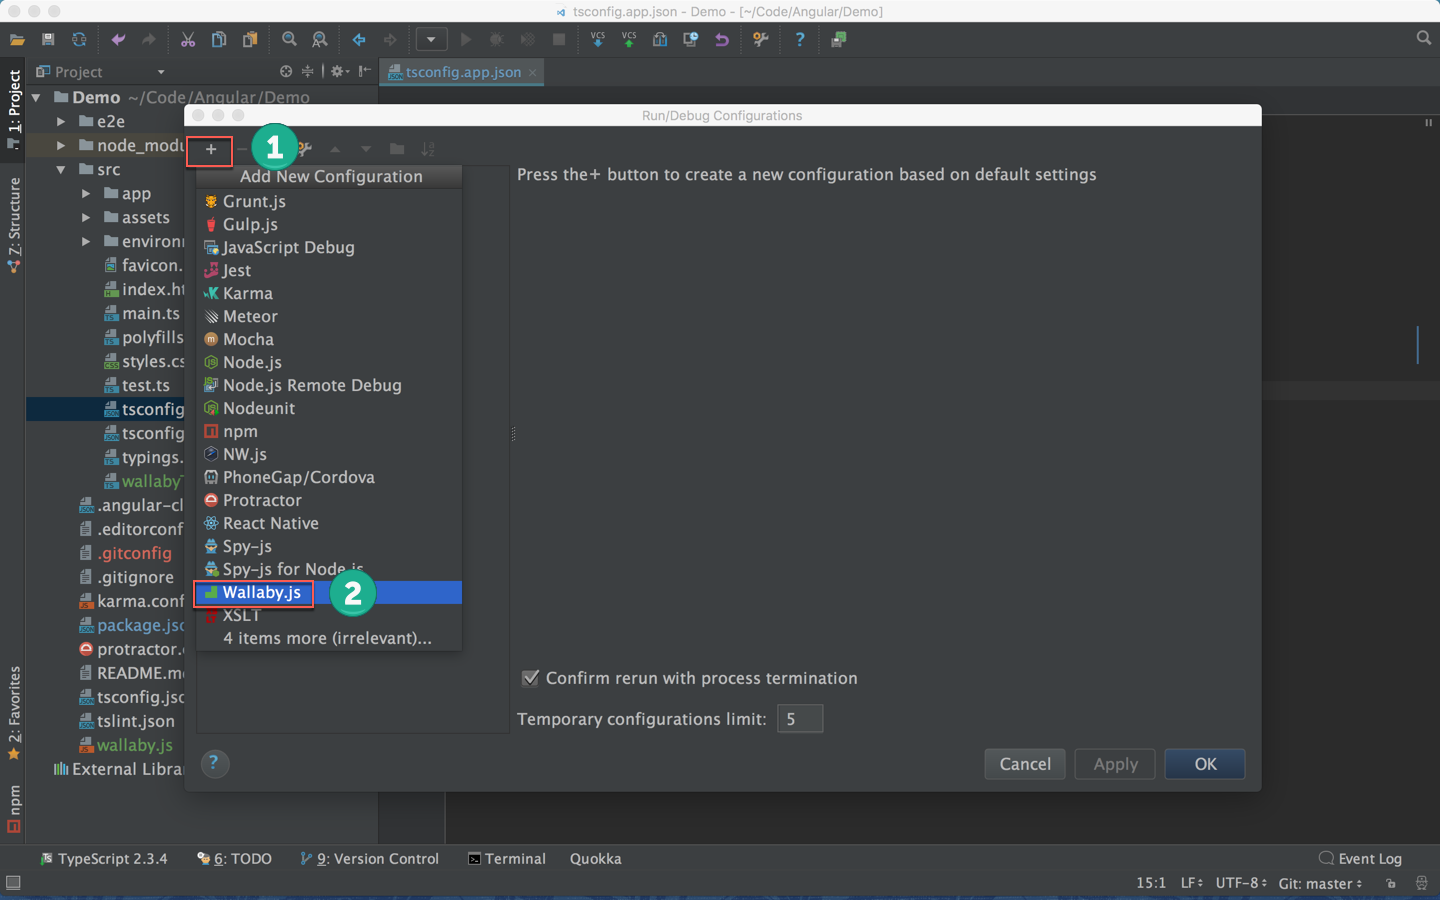 tsconfig.app.json - Demo - [~/Code/Angular/Demo]
VCS
VCS
?
Project
tsconfig.app.json ×
1: Project
Z: Structure
2: Favorites
npm
Demo ~/Code/Angular/Demo
e2e
node_modu
src
app
assets
environ
favicon.
index.ht
main.ts
polyfills
styles.cs
test.ts
tsconfig
tsconfig
typings.
wallaby
.angular-cl
.editorconf
.gitconfig
.gitignore
karma.conf
package.jsc
protractor.
README.m
tsconfig.jsc
tslint.json
wallaby.js
External Librar
Run/Debug Configurations
+
1
Add New Configuration
Grunt.js
Gulp.js
JavaScript Debug
Jest
Karma
Meteor
Mocha
Node.js
Node.js Remote Debug
Nodeunit
npm
NW.js
PhoneGap/Cordova
Protractor
React Native
Spy-js
Spy-js for Node.js
Wallaby.js
2
XSLT
4 items more (irrelevant)...
Press the+ button to create a new configuration based on default settings
Confirm rerun with process termination
Temporary configurations limit: 5
?
Cancel
Apply
OK
TypeScript 2.3.4
6: TODO
9: Version Control
Terminal
Quokka
Event Log
15:1
LF
UTF-8
Git: master